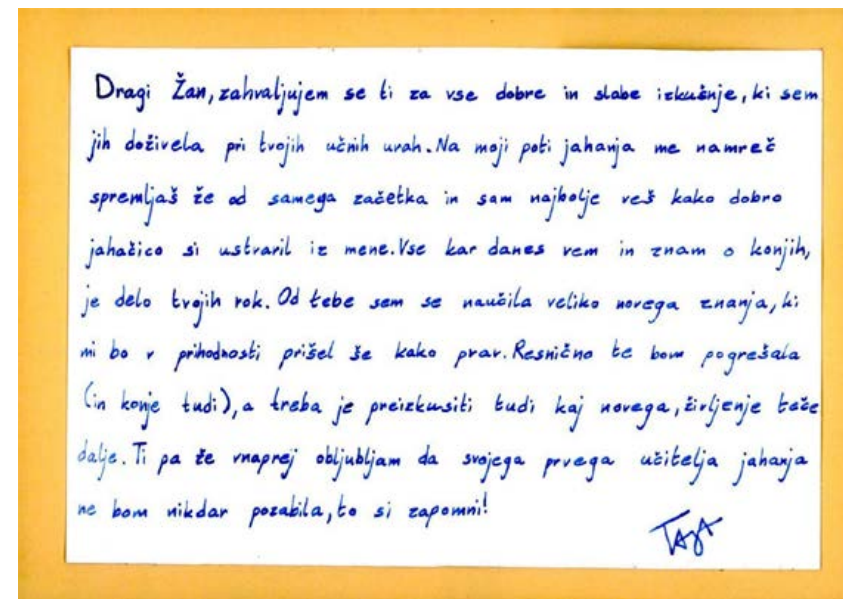 Dragi Žan, zahvaljujem se ti za vse dobre in slabe izkušnje, ki sem
jih doživela pri tvojih učnih urah. Na moji poti jahanja me namreč
spremljaš že od samega začetka in sam najbolje veš kako dobro
jahačico si ustvaril iz mene. Vse kar danes vem in znam o konjih,
je delo tvojih rok. Od tebe sem se naučila veliko novega znanja, ki
mi bo v prihodnosti prišel še kako prav. Resnično te bom pogrešala
(in konje tudi), a treba je preizkusiti tudi kaj novega, življenje teče
dalje. Ti pa že vnaprej obljubljam da svojega prvega učitelja jahanja
ne bom nikdar pozabila, to si zapomni!
TAJA